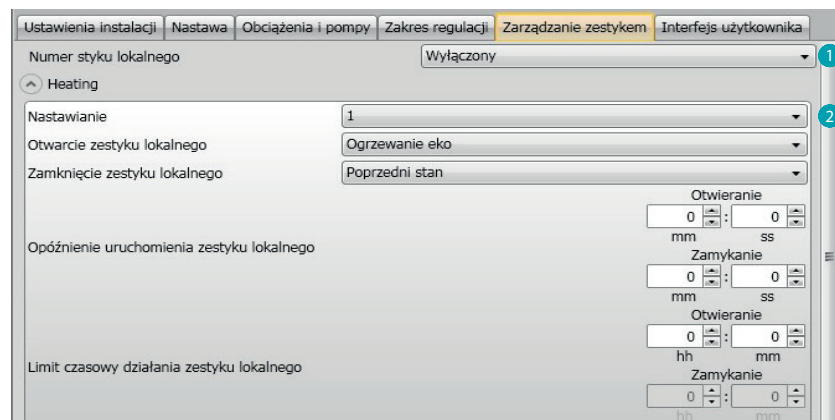 Ustawienia instalacji Nastawa Obciążenia i pompy Zakres regulacji Zarządzanie zestykem Interfejs użytkownika
Numer styku lokalnego Wyłączony 1
Heating
Nastawianie 1 2
Otwarcie zestyku lokalnego Ogrzewanie eko
Zamknięcie zestyku lokalnego Poprzedni stan
Otwieranie
0 : 0
mm ss
Opóźnienie uruchomienia zestyku lokalnego
Zamykanie
0 : 0
mm ss
Otwieranie
0 : 0
hh mm
Limit czasowy działania zestyku lokalnego
Zamykanie
0 : 0
hh mm